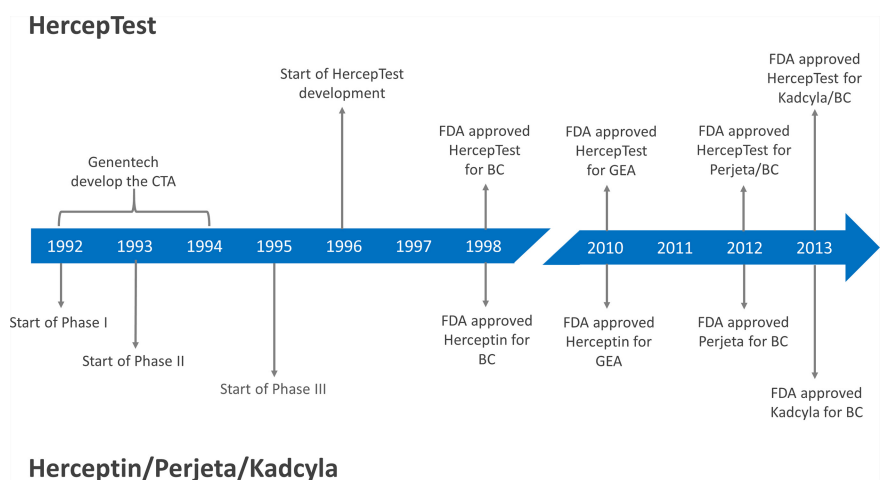 HercepTest
Start of HercepTest
development
FDA approved
HercepTest for
Kadcyla/BC
Genentech
develop the CTA
FDA approved
HercepTest
for BC
FDA approved
HercepTest
for GEA
FDA approved
HercepTest for
Perjeta/BC
1992 1993 1994 1995 1996 1997 1998 2010 2011 2012 2013
Start of Phase I
Start of Phase II
Start of Phase III
FDA approved
Herceptin for
BC
FDA approved
Herceptin for
GEA
FDA approved
Perjeta for BC
FDA approved
Kadcyla for BC
Herceptin/Perjeta/Kadcyla